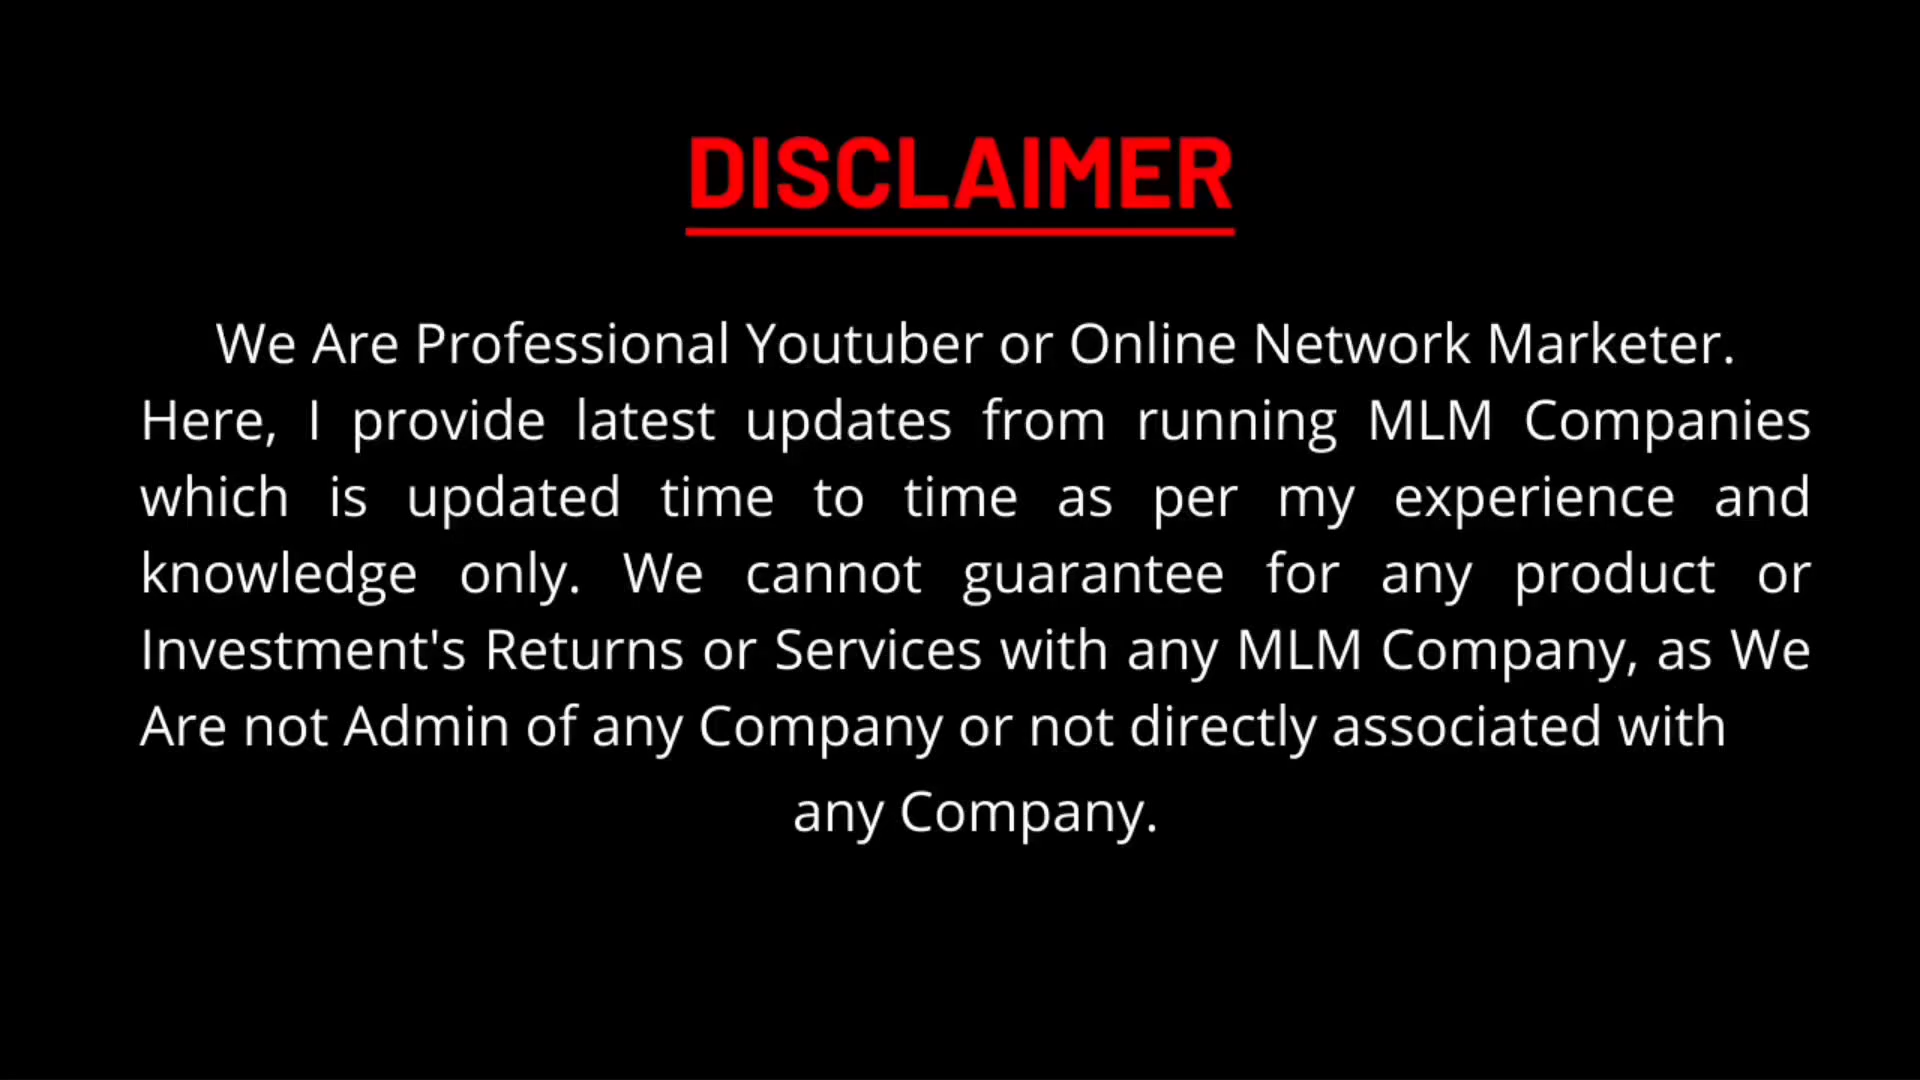 DISCLAIMER
We Are Professional Youtuber or Online Network Marketer.
Here, I provide latest updates from running MLM Companies
which is updated time to time as per my experience and
knowledge only. We cannot guarantee for any product or
Investment's Returns or Services with any MLM Company, as We
Are not Admin of any Company or not directly associated with
any Company.